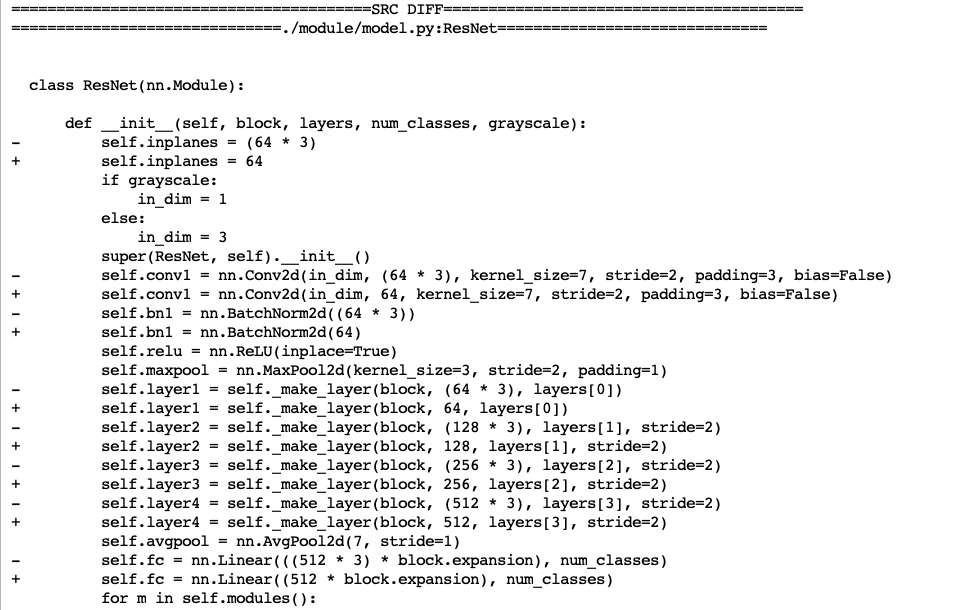 ========================================SRC DIFF========================================
==============================./module/model.py:ResNet==============================
class ResNet(nn.Module):
    def __init__(self, block, layers, num_classes, grayscale):
-        self.inplanes = (64 * 3)
+        self.inplanes = 64
        if grayscale:
            in_dim = 1
        else:
            in_dim = 3
        super(ResNet, self).__init__()
-        self.conv1 = nn.Conv2d(in_dim, (64 * 3), kernel_size=7, stride=2, padding=3, bias=False)
+        self.conv1 = nn.Conv2d(in_dim, 64, kernel_size=7, stride=2, padding=3, bias=False)
-        self.bn1 = nn.BatchNorm2d((64 * 3))
+        self.bn1 = nn.BatchNorm2d(64)
        self.relu = nn.ReLU(inplace=True)
        self.maxpool = nn.MaxPool2d(kernel_size=3, stride=2, padding=1)
-        self.layer1 = self._make_layer(block, (64 * 3), layers[0])
+        self.layer1 = self._make_layer(block, 64, layers[0])
-        self.layer2 = self._make_layer(block, (128 * 3), layers[1], stride=2)
+        self.layer2 = self._make_layer(block, 128, layers[1], stride=2)
-        self.layer3 = self._make_layer(block, (256 * 3), layers[2], stride=2)
+        self.layer3 = self._make_layer(block, 256, layers[2], stride=2)
-        self.layer4 = self._make_layer(block, (512 * 3), layers[3], stride=2)
+        self.layer4 = self._make_layer(block, 512, layers[3], stride=2)
        self.avgpool = nn.AvgPool2d(7, stride=1)
-        self.fc = nn.Linear(((512 * 3) * block.expansion), num_classes)
+        self.fc = nn.Linear((512 * block.expansion), num_classes)
        for m in self.modules():